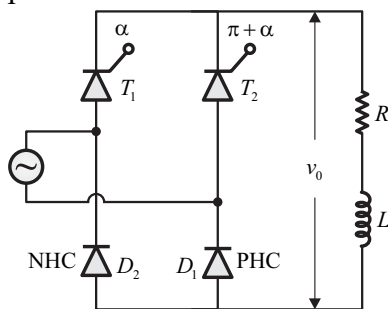 α
π + α
T₁
T₂
R
v₀
L
NHC
D₂
D₁
PHC